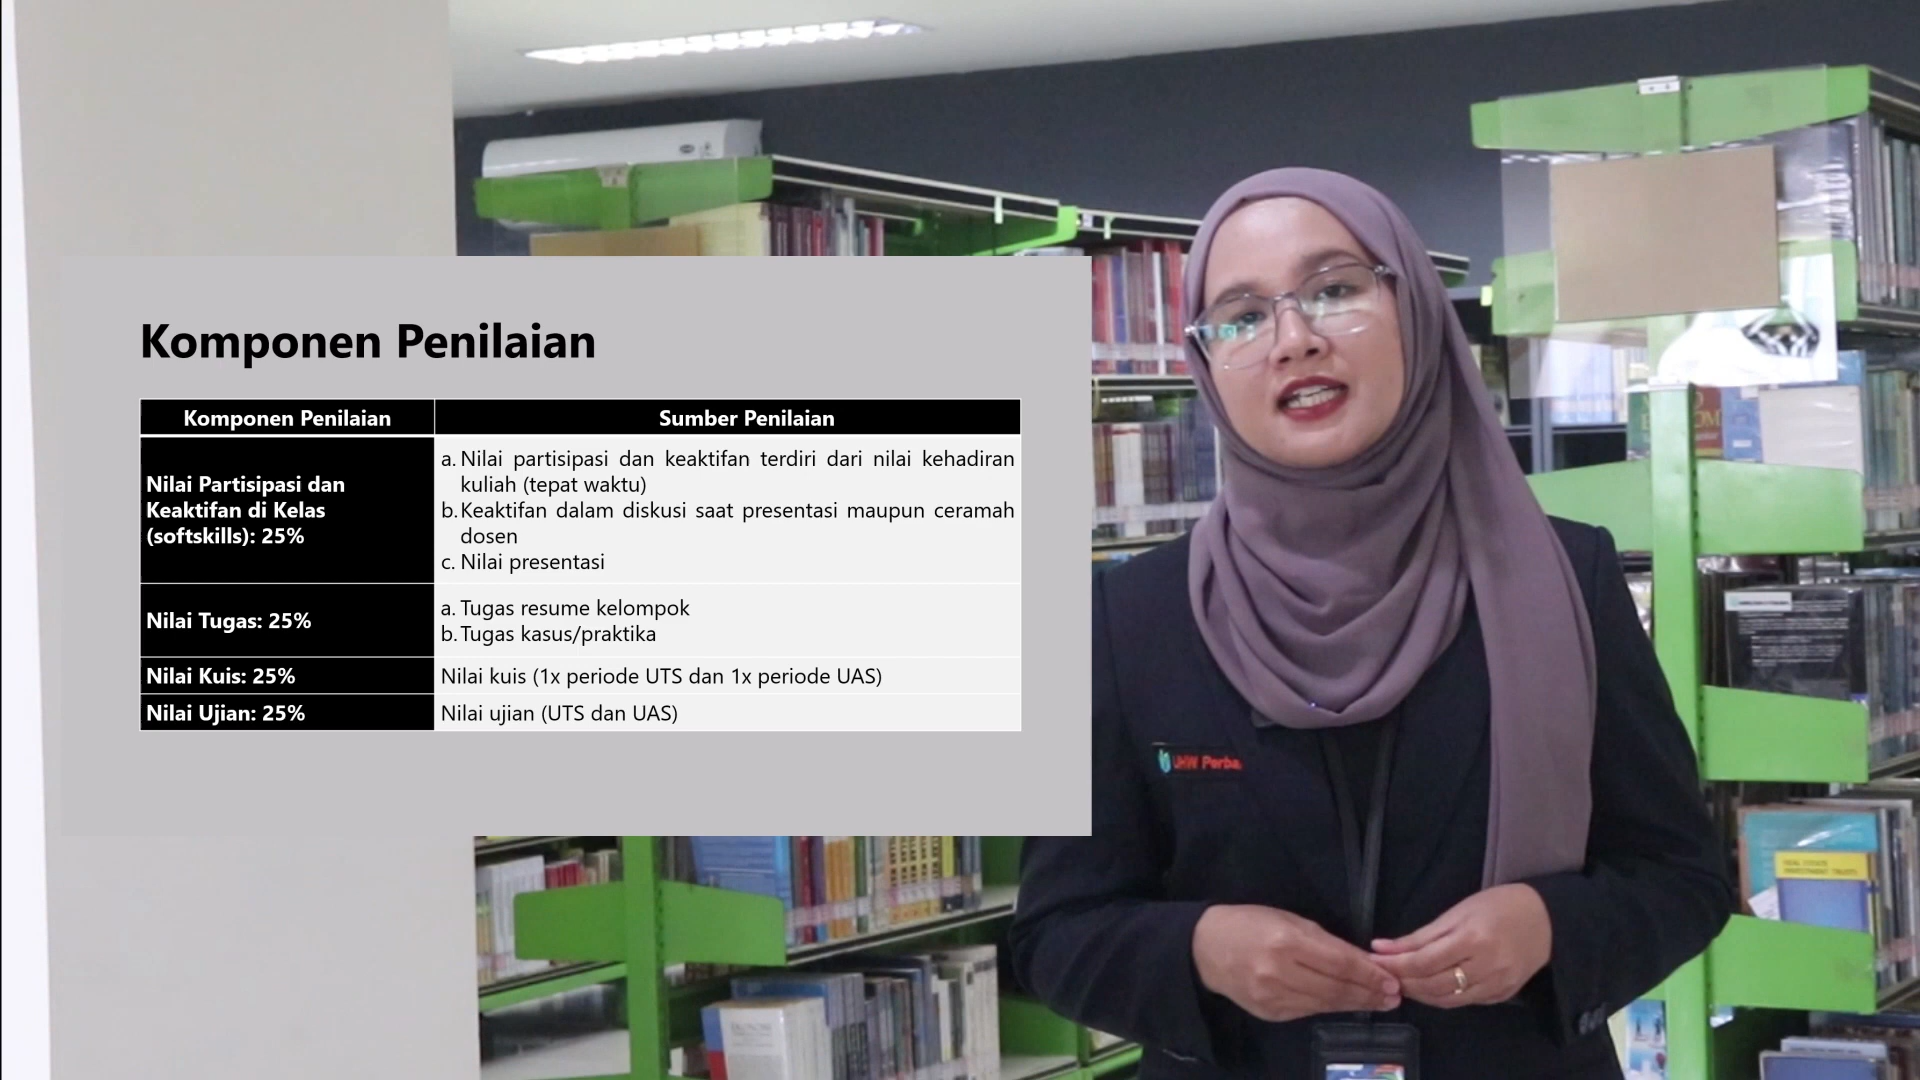 Komponen Penilaian
Komponen Penilaian
Sumber Penilaian
Nilai Partisipasi dan
Keaktifan di Kelas
(softskills): 25%
a. Nilai partisipasi dan keaktifan terdiri dari nilai kehadiran
kuliah (tepat waktu)
b. Keaktifan dalam diskusi saat presentasi maupun ceramah
dosen
c. Nilai presentasi
Nilai Tugas: 25%
a. Tugas resume kelompok
b. Tugas kasus/praktika
Nilai Kuis: 25%
Nilai kuis (1x periode UTS dan 1x periode UAS)
Nilai Ujian: 25%
Nilai ujian (UTS dan UAS)